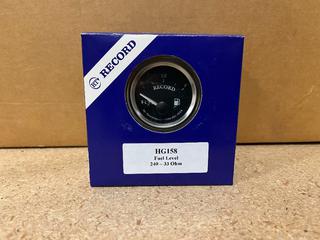 RECORD
RECORD
HG158
Fuel Level
240 – 33 Ohm